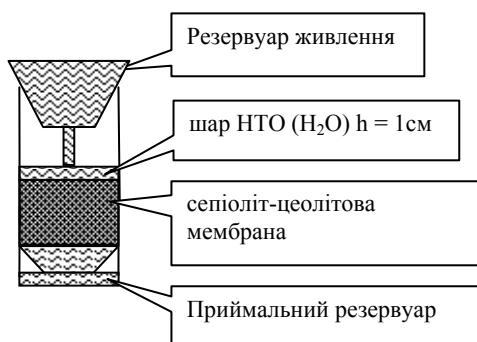 Резервуар живлення
шар НТО (H₂O) h = 1см
сепіоліт-цеолітова
мембрана
Приймальний резервуар